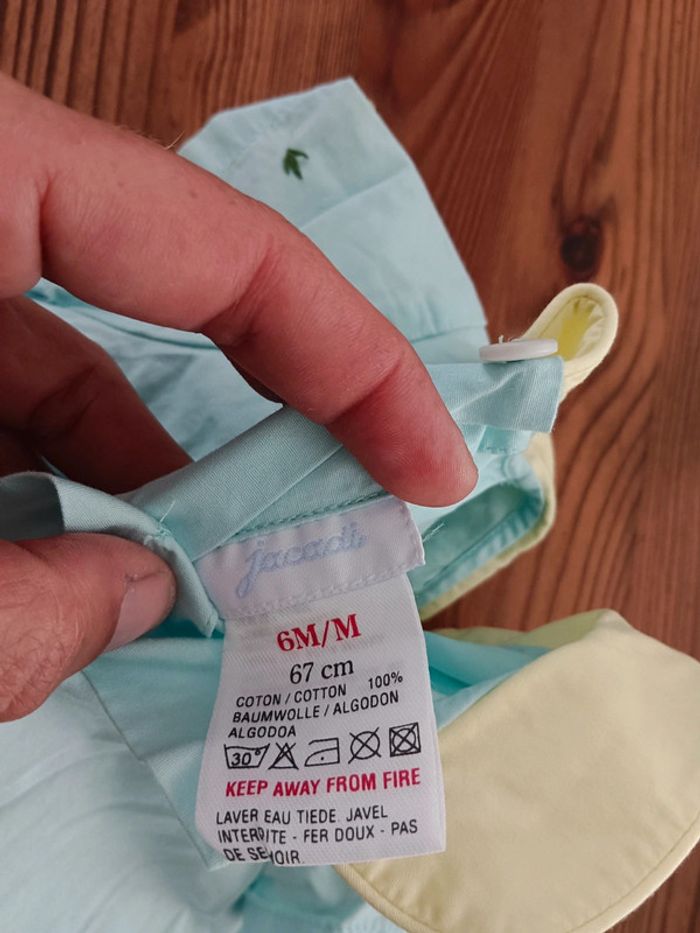 jacadi
6M/M
67 cm
COTON / COTTON 100%
BAUMWOLLE / ALGODON
ALGODOA
30°
KEEP AWAY FROM FIRE
LAVER EAU TIEDE. JAVEL
INTERDITE - FER DOUX - PAS
DE SEVOIR.